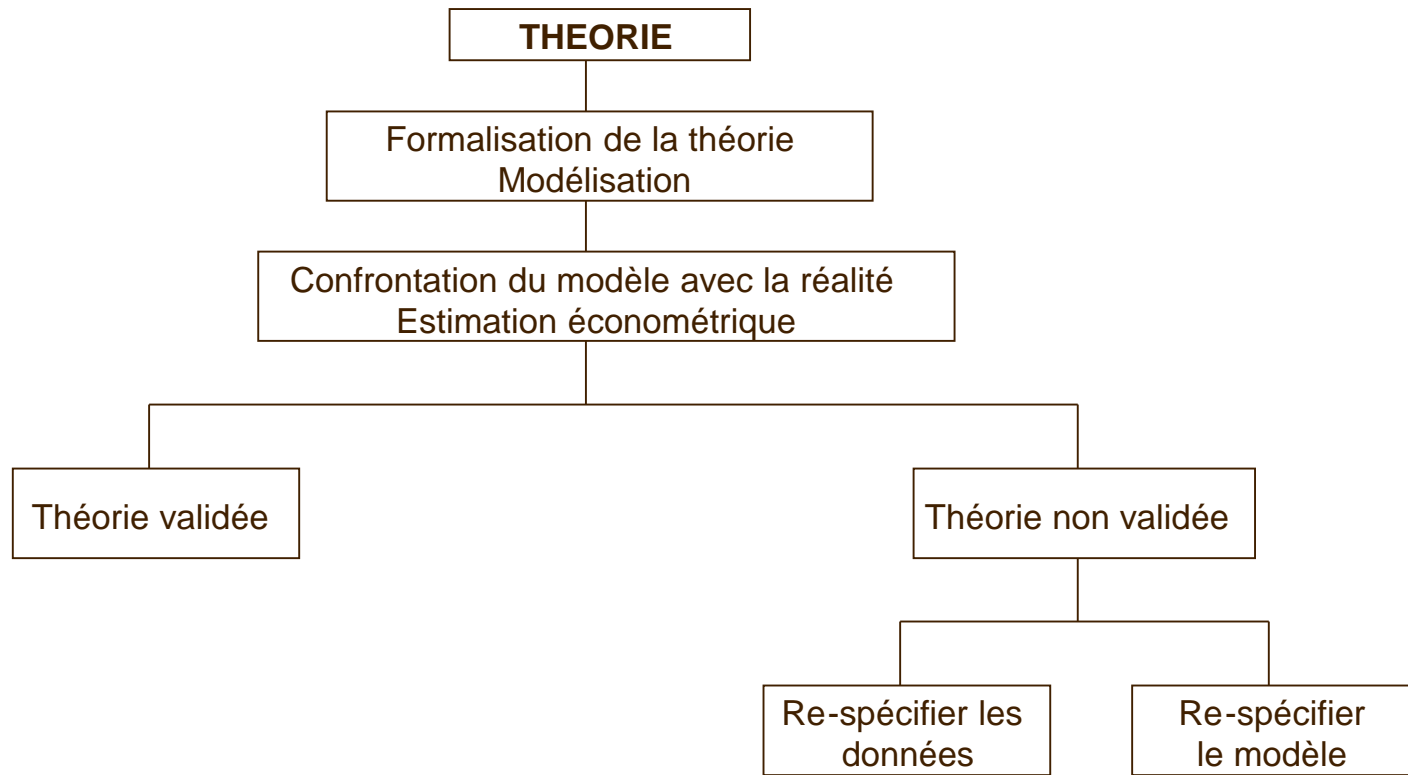 THEORIE
Formalisation de la théorie
Modélisation
Confrontation du modèle avec la réalité
Estimation économétrique
Théorie validée
Théorie non validée
Re-spécifier les
données
Re-spécifier
le modèle